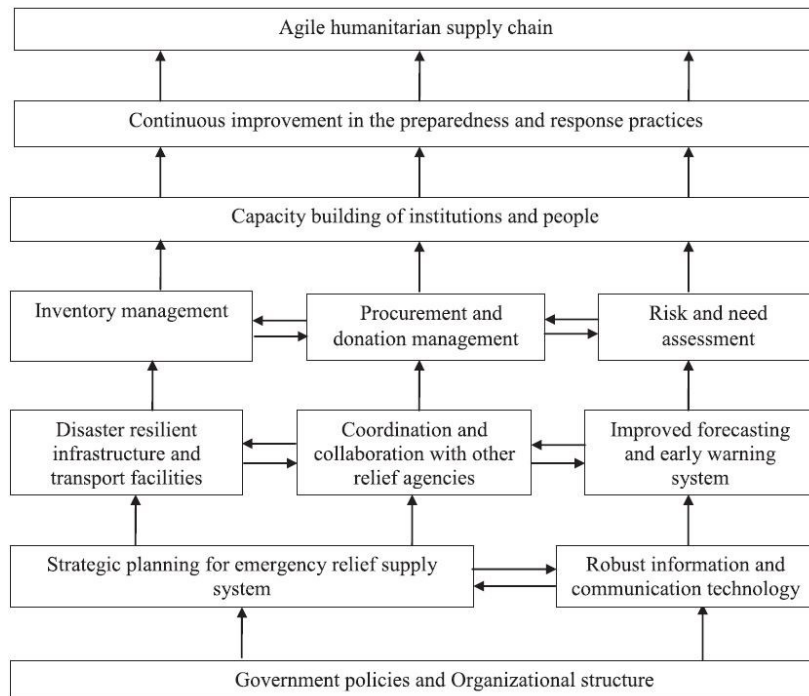 Agile humanitarian supply chain
Continuous improvement in the preparedness and response practices
Capacity building of institutions and people
Inventory management
Procurement and
donation management
Risk and need
assessment
Disaster resilient
infrastructure and
transport facilities
Coordination and
collaboration with other
relief agencies
Improved forecasting
and early warning
system
Strategic planning for emergency relief supply
system
Robust information and
communication technology
Government policies and Organizational structure